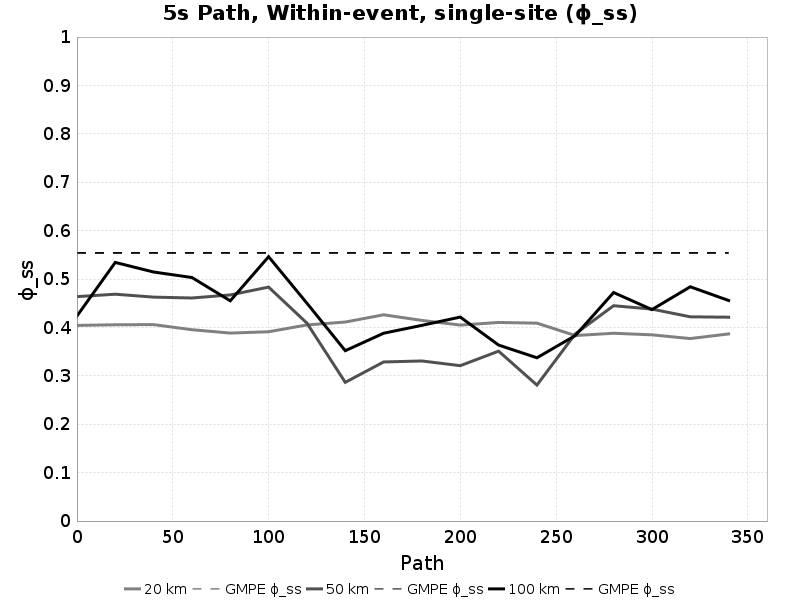 5s Path, Within-event, single-site (ϕ_ss)
1
0.9
0.8
0.7
0.6
0.5
0.4
0.3
0.2
0.1
0
ϕ_ss
0 50 100 150 200 250 300 350
Path
20 km GMPE ϕ_ss 50 km GMPE ϕ_ss 100 km GMPE ϕ_ss